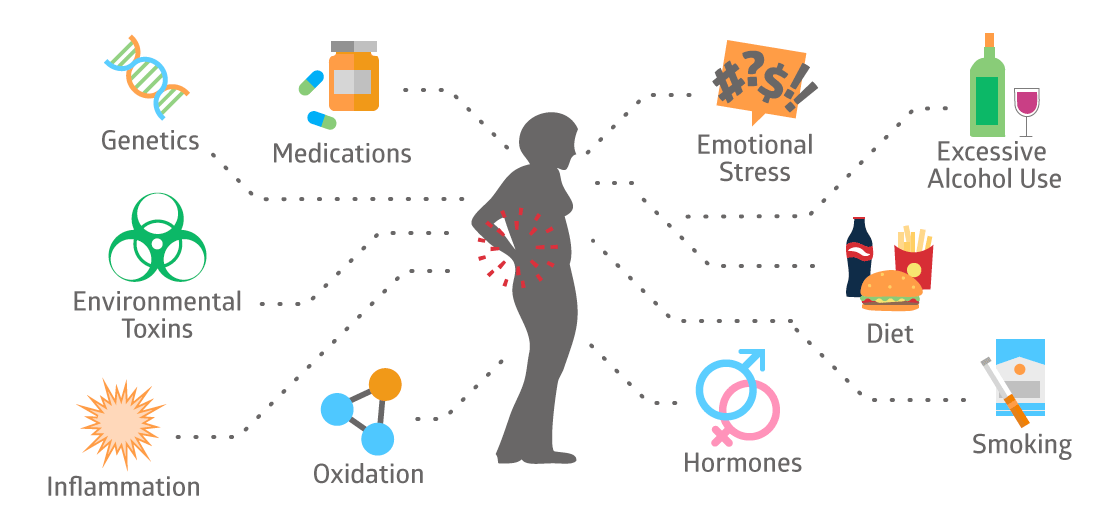 Genetics
Medications
Emotional
Stress
#?$!/
Excessive
Alcohol Use
Environmental
Toxins
Diet
Inflammation
Oxidation
Hormones
Smoking